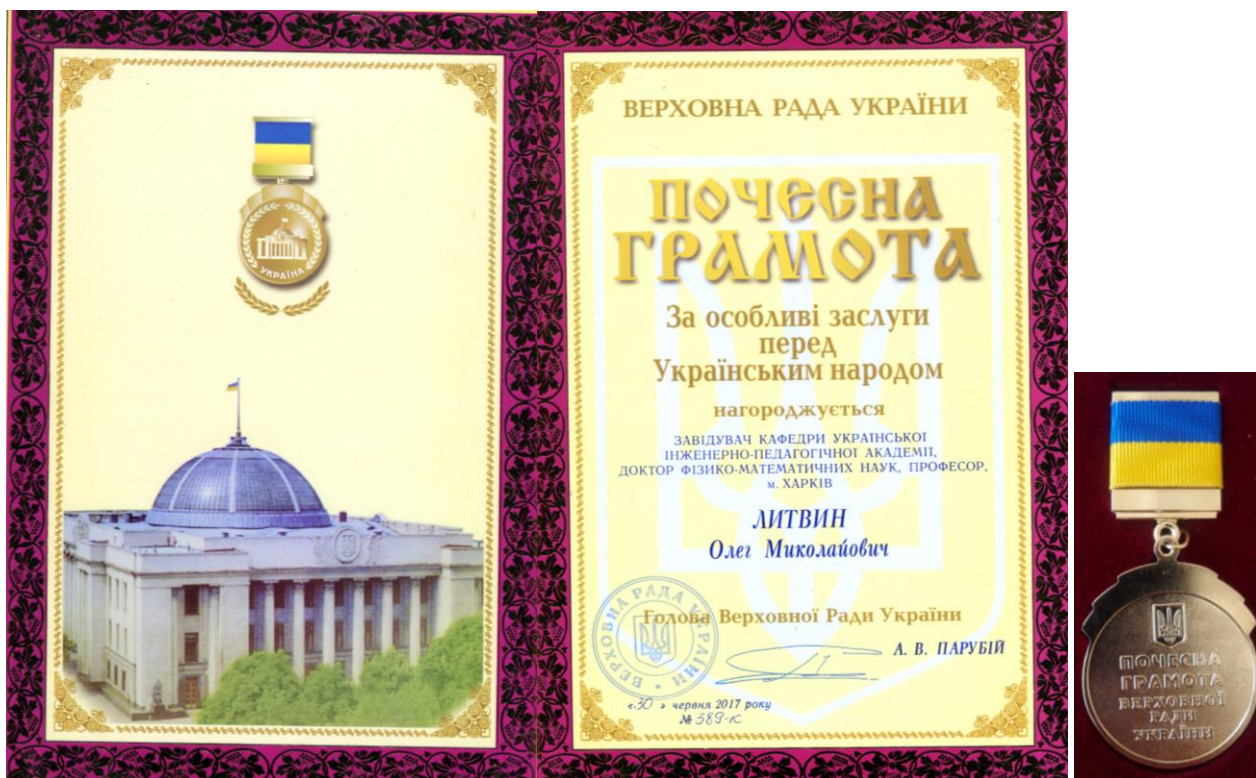 УКРАЇНА
ВЕРХОВНА РАДА УКРАЇНИ
ПОЧЕСНА
ГРАМОТА
За особливі заслуги
перед
Українським народом
нагороджується
ЗАВІДУВАЧ КАФЕДРИ УКРАЇНСЬКОЇ
ІНЖЕНЕРНО-ПЕДАГОГІЧНОЇ АКАДЕМІЇ,
ДОКТОР ФІЗИКО-МАТЕМАТИЧНИХ НАУК, ПРОФЕСОР,
м. ХАРКІВ
ЛИТВИН
Олег Миколайович
Голова Верховної Ради України
А. В. ПАРУБІЙ
ВЕРХОВНА РАДА УКРАЇНИ
«30 » червня 2017 року
№ 389-к
ПОЧЕСНА
ГРАМОТА
ВЕРХОВНОЇ
РАДИ
УКРАЇНИ